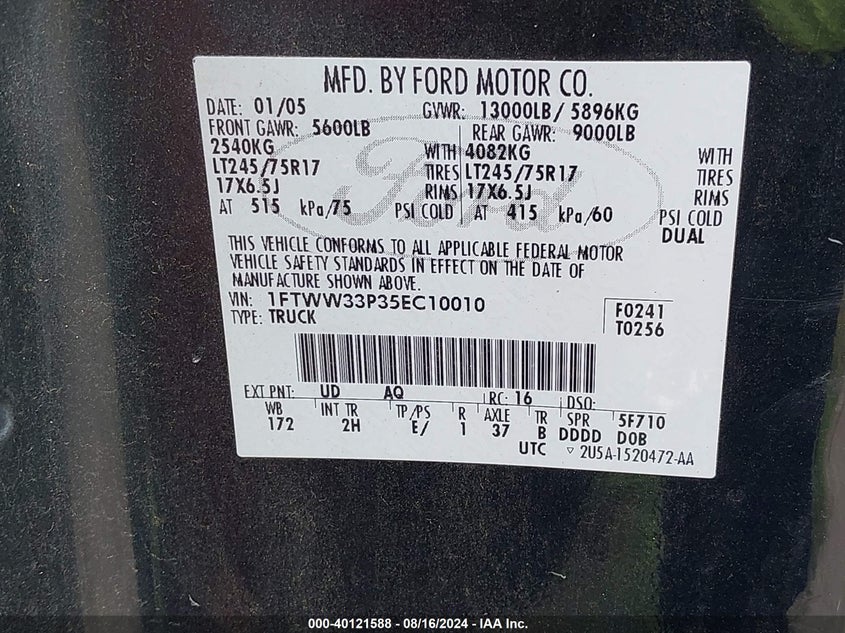 MFD. BY FORD MOTOR CO.
DATE: 01/05 GVWR: 13000LB/ 5896KG
FRONT GAWR: 5600LB REAR GAWR: 9000LB
2540KG WITH 4082KG WITH
LT245/75R17 TIRES LT245/75R17 TIRES
17X6.5J RIMS 17X6.5J RIMS
AT 515 kPa/75 PSI COLD AT 415 kPa/60 PSI COLD
DUAL
Ford
THIS VEHICLE CONFORMS TO ALL APPLICABLE FEDERAL MOTOR
VEHICLE SAFETY STANDARDS IN EFFECT ON THE DATE OF
MANUFACTURE SHOWN ABOVE.
VIN: 1FTWW33P35EC10010 F0241
TYPE: TRUCK T0256
EXT PNT: UD AQ RC: 16 DSO:
WB INT TR TP/PS R AXLE TR SPR 5F710
172 2H E/ 1 37 B DDDD D0B
UTC ▽ 2U5A-1520472-AA
000-40121588 - 08/16/2024 - IAA Inc.